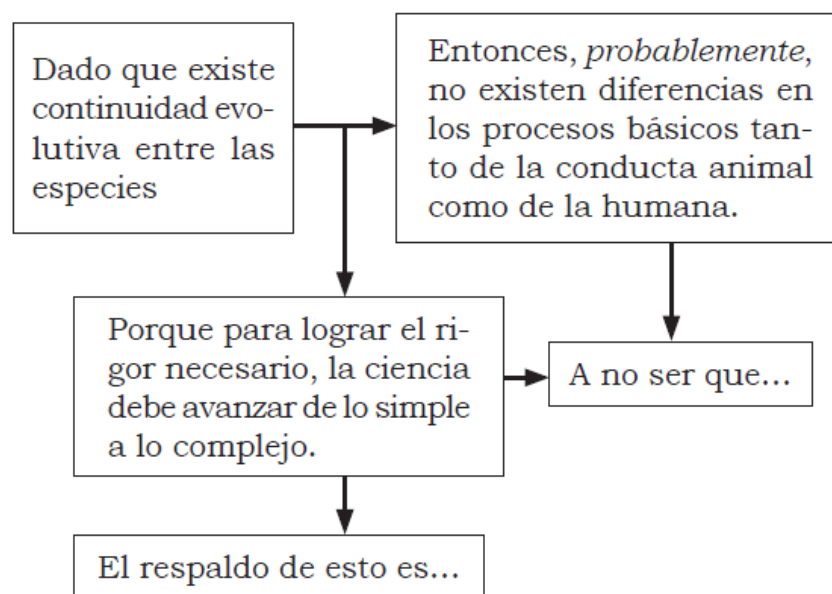 Dado que existe
continuidad evo-
lutiva entre las
especies
Entonces, probablemente,
no existen diferencias en
los procesos básicos tan-
to de la conducta animal
como de la humana.
Porque para lograr el ri-
gor necesario, la ciencia
debe avanzar de lo simple
a lo complejo.
A no ser que...
El respaldo de esto es...